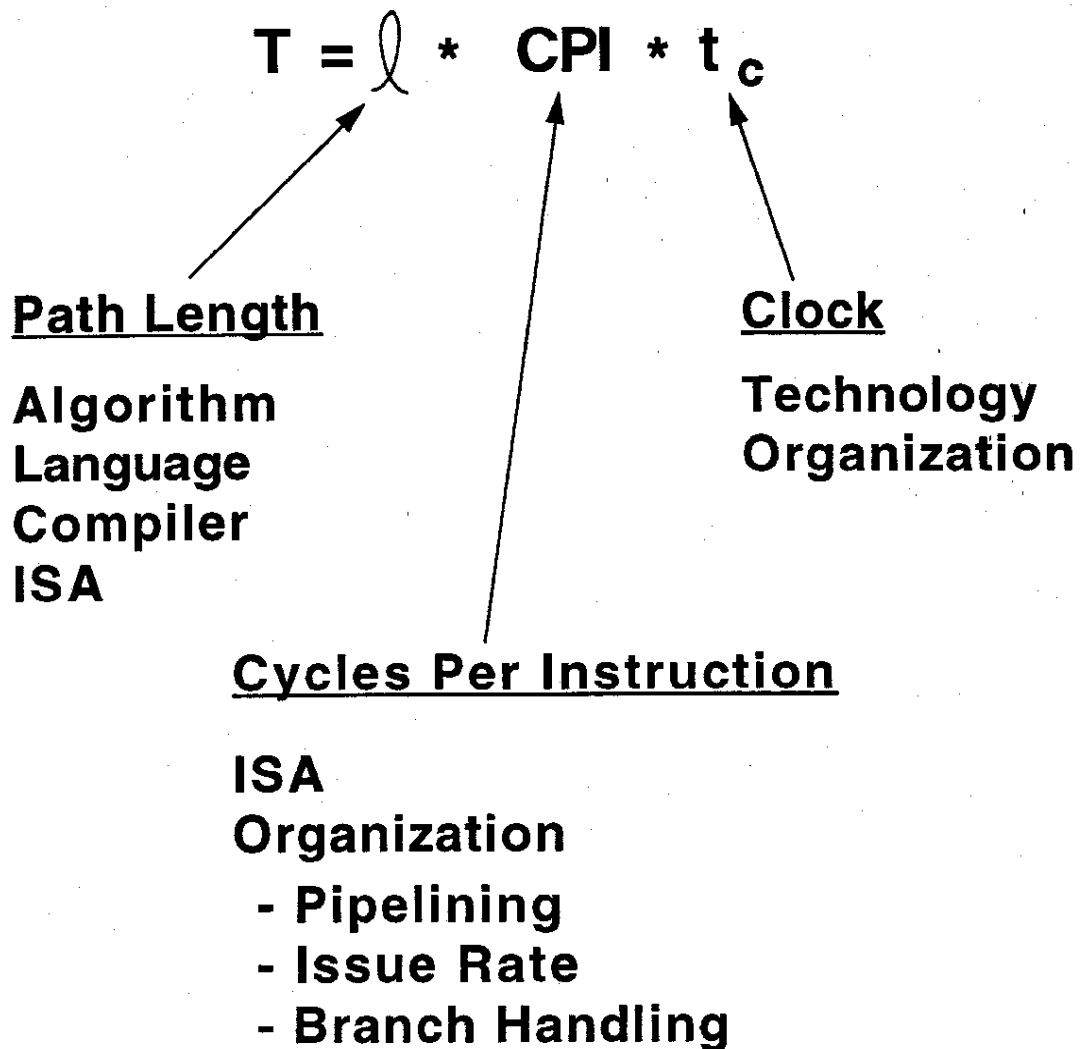 T = ℓ * CPI * t c
Path Length
Algorithm
Language
Compiler
ISA
Clock
Technology
Organization
Cycles Per Instruction
ISA
Organization
- Pipelining
- Issue Rate
- Branch Handling